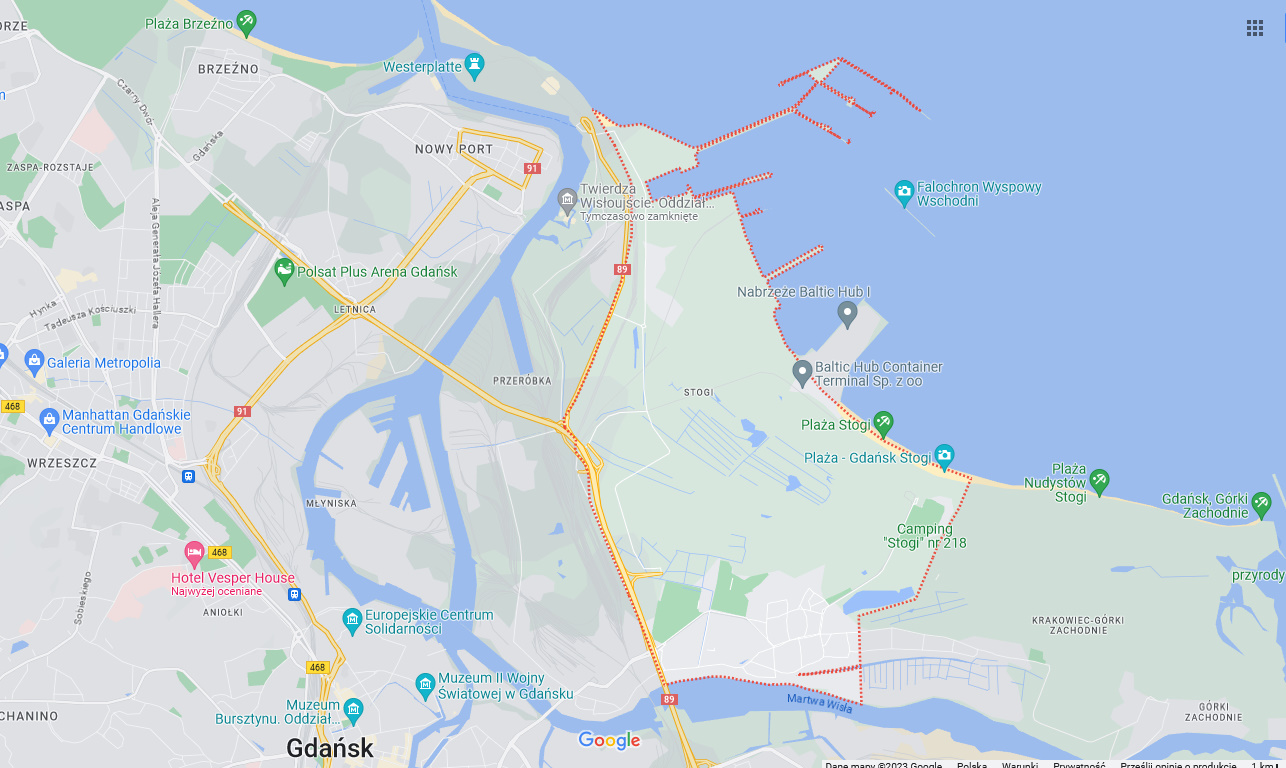 Plaża Brzeźno
BRZEŹNO
Westerplatte
Czarny Dwór
Gdańska
NOWY PORT
91
ZASPA-ROZSTAJE
ASPA
Aleja Generała Józefa Hallera
Twierdza
Wisłoujście. Oddział...
Tymczasowo zamknięte
Falochron Wyspowy
Wschodni
89
Polsat Plus Arena Gdańsk
LETNICA
Hynka
Tadeusza Kościuszki
Nabrzeże Baltic Hub I
Galeria Metropolia
PRZERÓBKA
STOGI
Baltic Hub Container
Terminal Sp. z oo
468
91
Manhattan Gdańskie
Centrum Handlowe
Plaża Stogi
WRZESZCZ
Plaża - Gdańsk Stogi
Plaża
Nudystów
Stogi
Gdańsk, Górki
Zachodnie
MŁYNISKA
Camping
"Stogi" nr 218
468
Hotel Vesper House
Najwyżej oceniane
przyrody
Sobieskiego
ANIOŁKI
Europejskie Centrum
Solidarności
KRAKOWIEC-GÓRKI
ZACHODNIE
468
Muzeum II Wojny
Światowej w Gdańsku
89
Martwa Wisła
Muzeum
Bursztynu. Oddział...
CHANINO
GÓRKI
ZACHODNIE
Gdańsk
Google
Dane mapy ©2023 Google Polska Warunki Prywatność Prześlij opinię o produkcie 1 km